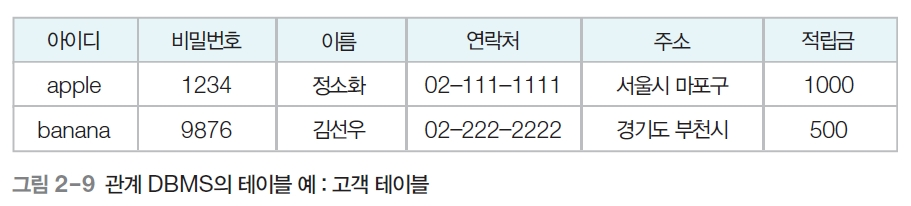 아이디 비밀번호 이름 연락처 주소 적립금
apple 1234 정소화 02-111-1111 서울시 마포구 1000
banana 9876 김선우 02-222-2222 경기도 부천시 500
그림 2-9 관계 DBMS의 테이블 예 : 고객 테이블